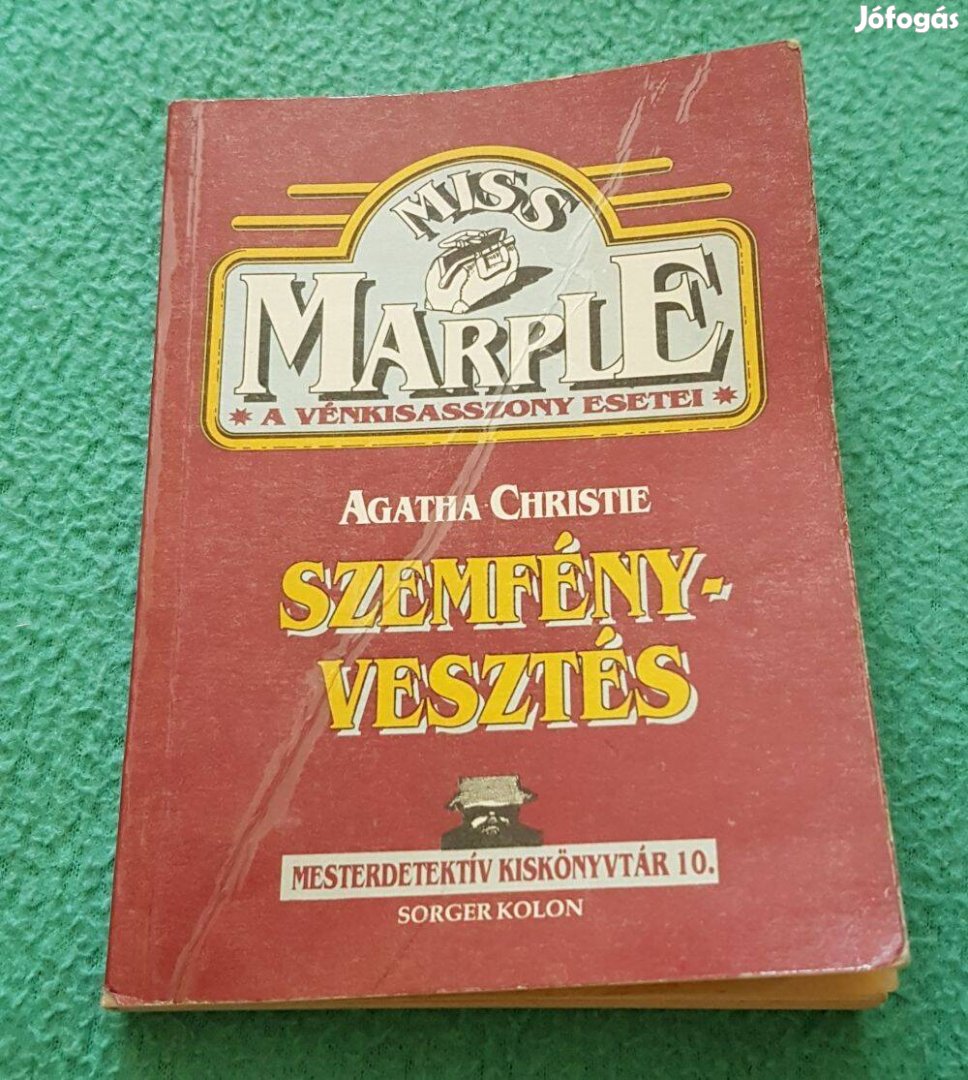 Jófogás
MISS
MARPLE
* A VÉNKISASSZONY ESETEI *
AGATHA CHRISTIE
SZEMFÉNY-
VESZTÉS
MESTERDETEKTÍV KISKÖNYVTÁR 10.
SORGER KOLON